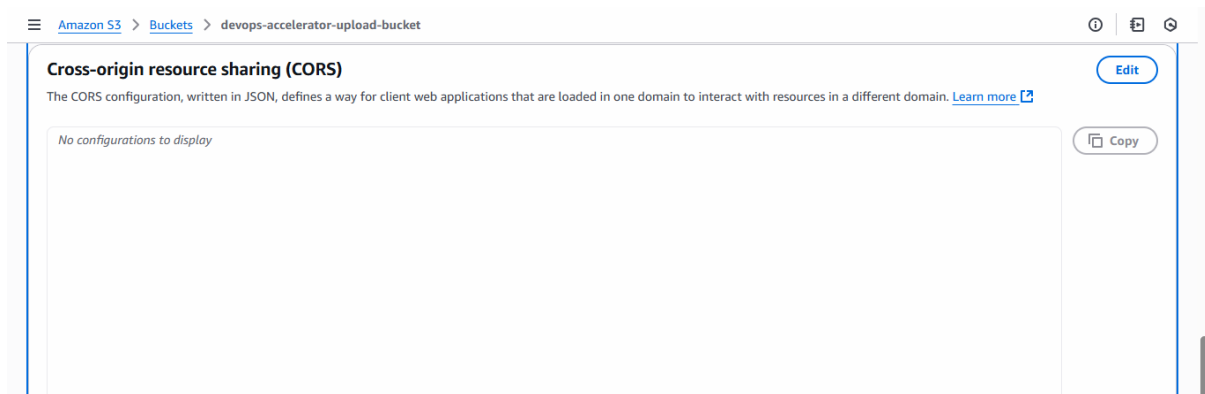 Amazon S3 > Buckets > devops-accelerator-upload-bucket
Cross-origin resource sharing (CORS)
Edit
The CORS configuration, written in JSON, defines a way for client web applications that are loaded in one domain to interact with resources in a different domain. Learn more
No configurations to display
Copy